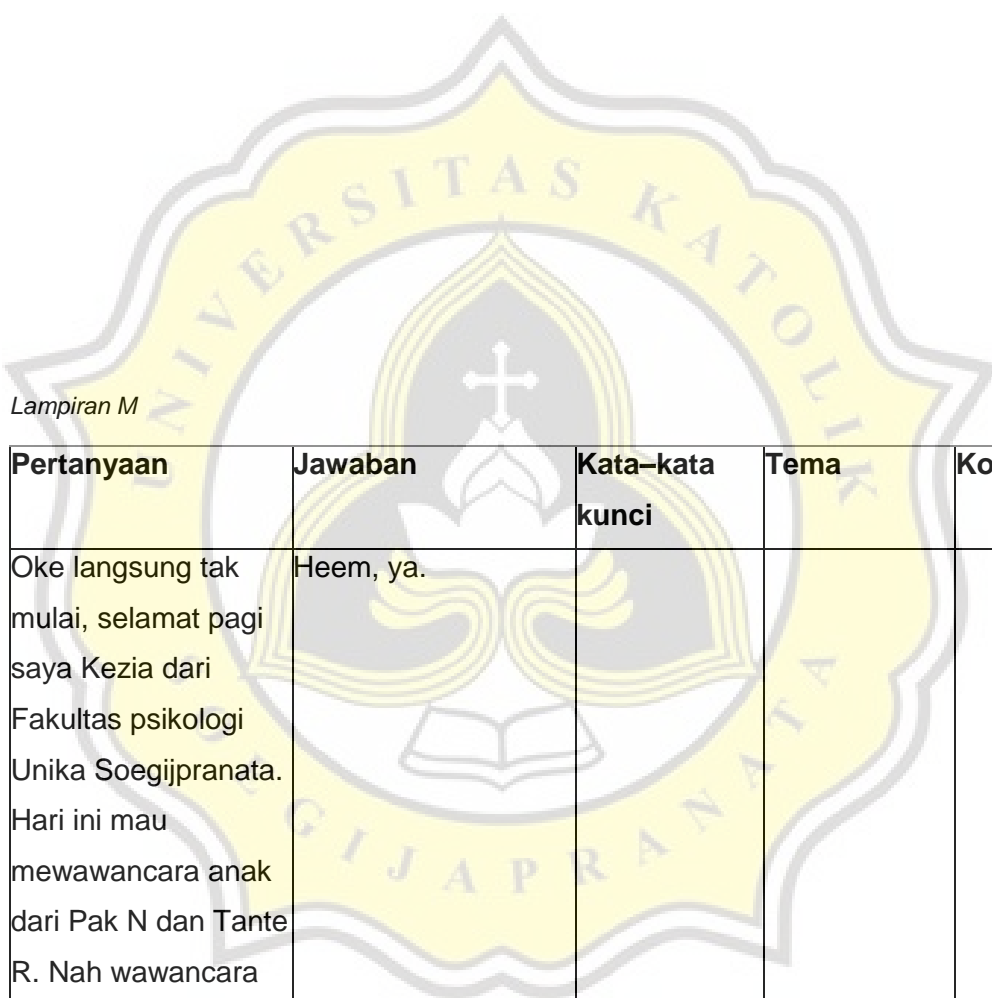 UNIVERSITAS KATOLIK
SOEGIJAPRANATA
Lampiran M
Pertanyaan Jawaban Kata–kata Tema Ko
kunci
Oke langsung tak Heem, ya.
mulai, selamat pagi
saya Kezia dari
Fakultas psikologi
Unika Soegijpranata.
Hari ini mau
mewawancara anak
dari Pak N dan Tante
R. Nah wawancara